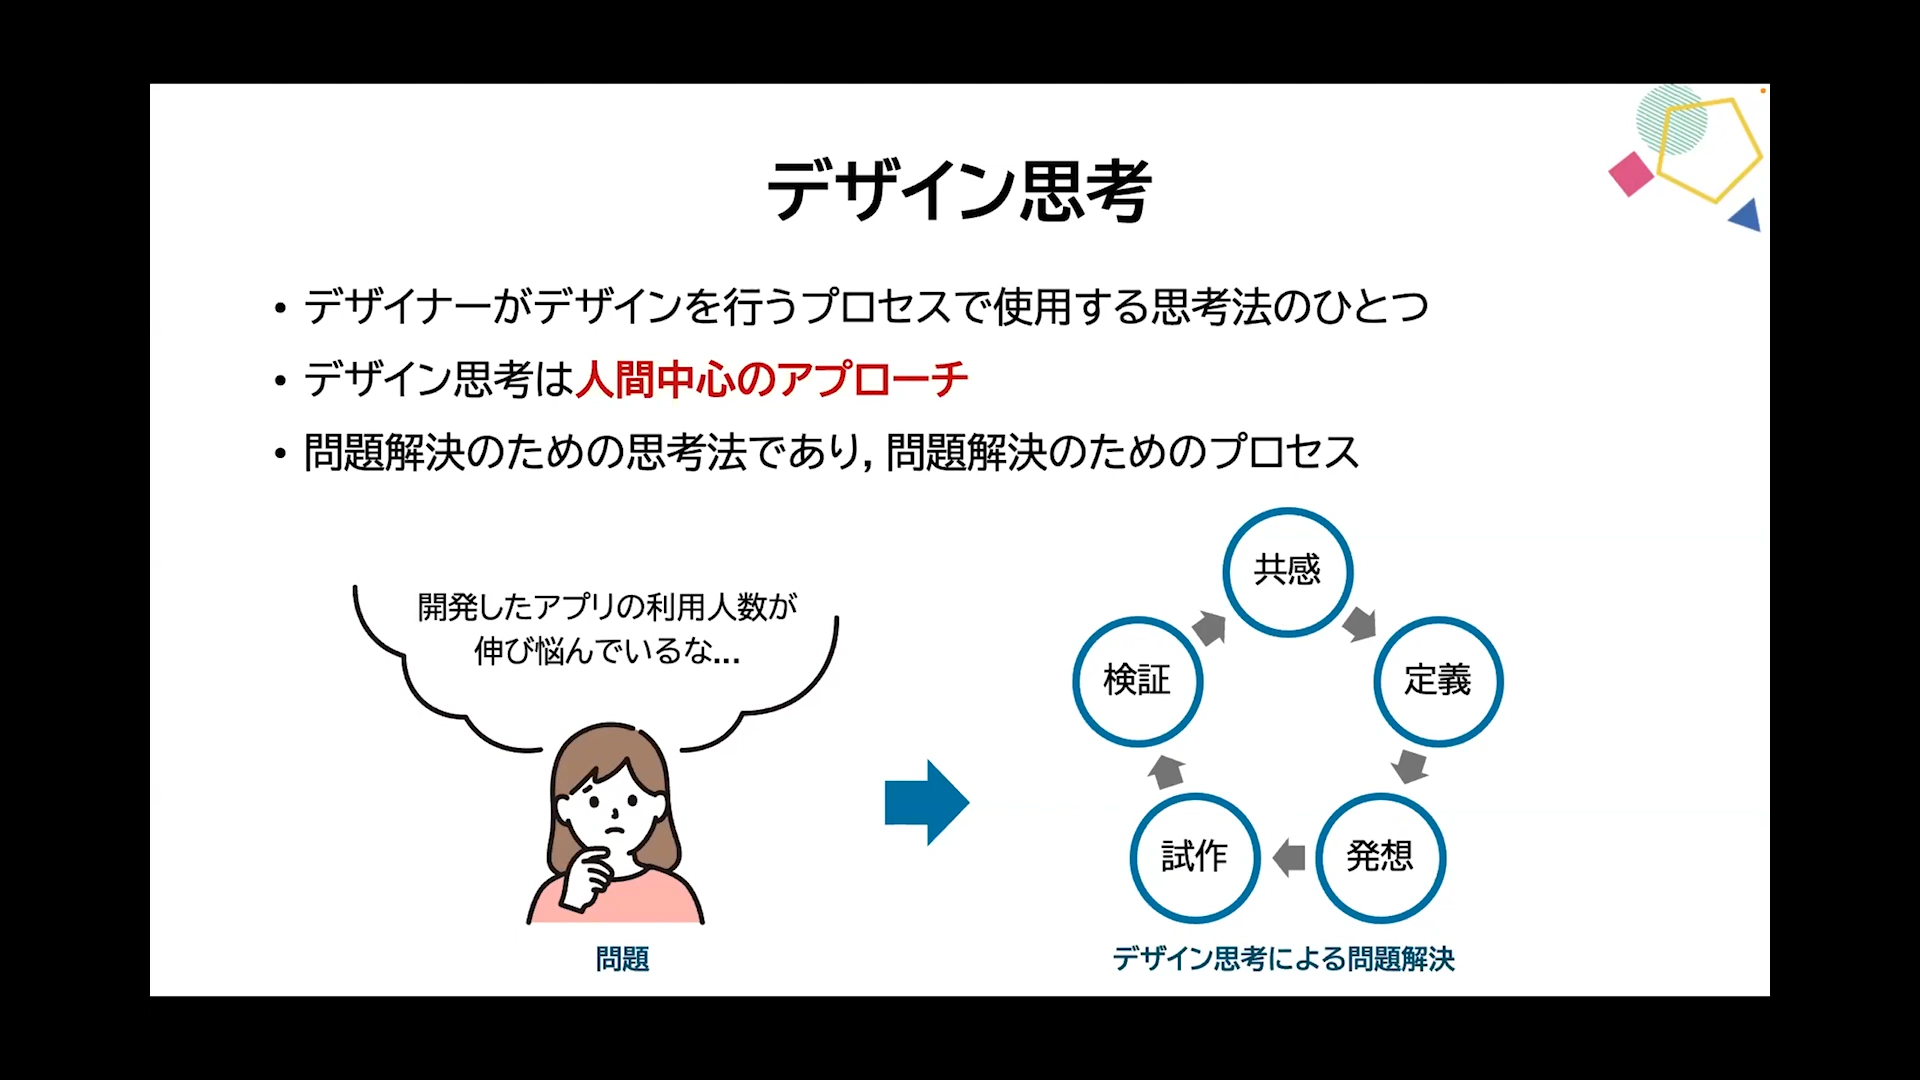 デザイン思考
• デザイナーがデザインを行うプロセスで使用する思考法のひとつ
• デザイン思考は人間中心のアプローチ
• 問題解決のための思考法であり, 問題解決のためのプロセス
開発したアプリの利用人数が
伸び悩んでいるな...
問題
共感
定義
発想
試作
検証
デザイン思考による問題解決